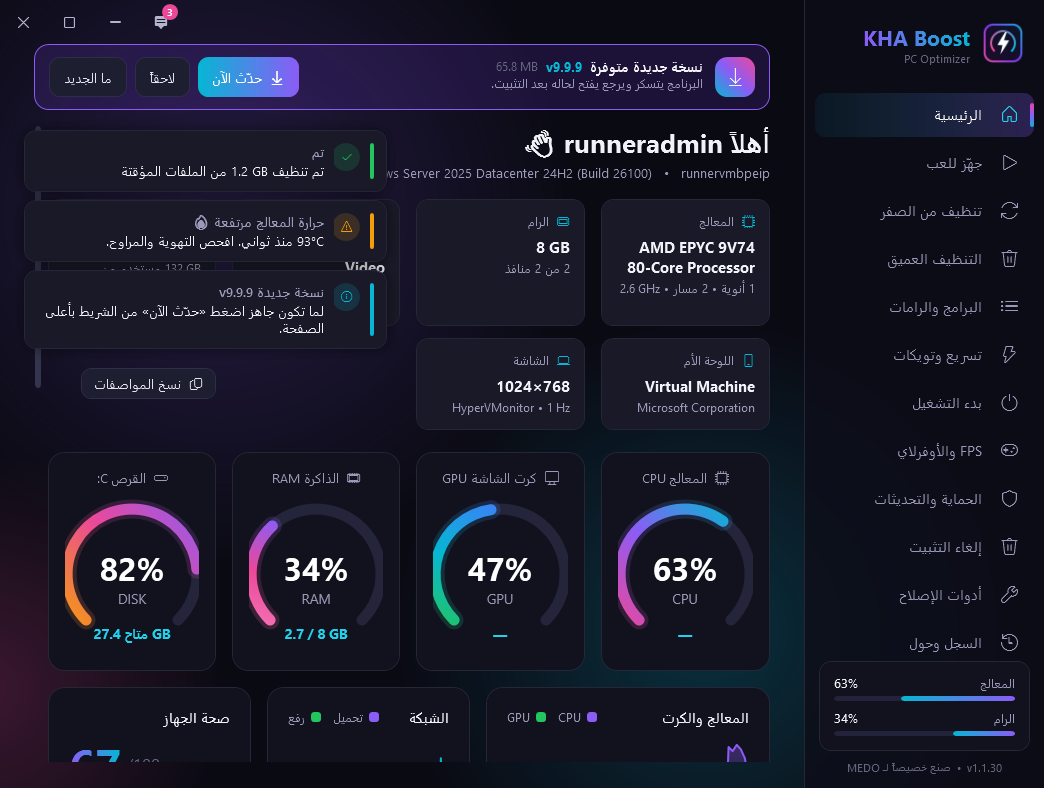 3
KHA Boost
PC Optimizer
الرئيسية
جهّز للعب
تنظيف من الصفر
التنظيف العميق
البرامج والرامات
تسريع وتويكات
بدء التشغيل
FPS والأوفرلاي
الحماية والتحديثات
إلغاء التثبيت
أدوات الإصلاح
السجل وحول
المعالج 63%
الرام 34%
v1.1.30 • صنع خصيصاً لـ MEDO
نسخة جديدة متوفرة v9.9.9 65.8 MB
البرنامج يتسكر ويرجع يفتح لحاله بعد التثبيت.
حدّث الآن
لاحقاً
ما الجديد
أهلاً runneradmin
runnervmbpeip • Server 2025 Datacenter 24H2 (Build 26100)
تم
تم تنظيف 1.2 GB من الملفات المؤقتة
حرارة المعالج مرتفعة
93°C منذ ثواني. افحص التهوية والمراوح.
نسخة جديدة v9.9.9
لما تكون جاهز اضغط «حدّث الآن» من الشريط بأعلى
الصفحة.
المعالج
AMD EPYC 9V74
80-Core Processor
1 أنوية • 2 مسار • 2.6 GHz
الرام
8 GB
2 من 2 منافذ
Video
132 GB مستخدم من
اللوحة الأم
Virtual Machine
Microsoft Corporation
الشاشة
1024×768
HyperVMonitor • 1 Hz
نسخ المواصفات
المعالج CPU
63%
CPU
—
كرت الشاشة GPU
47%
GPU
—
الذاكرة RAM
34%
RAM
2.7 / 8 GB
القرص C:
82%
DISK
27.4 متاح GB
المعالج والكرت
CPU
GPU
الشبكة
تحميل
رفع
صحة الجهاز
67 /100